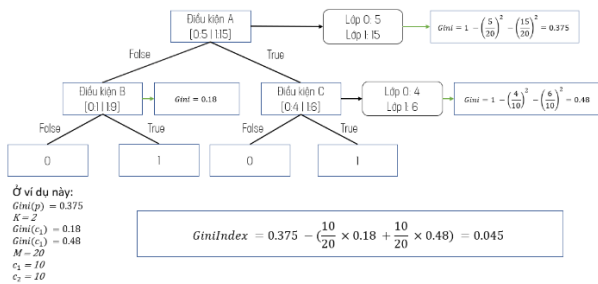 Điều kiện A
[0:5 | 1:15]
Lớp 0: 5
Lớp 1: 15
Gini = 1 − (5/20)² − (15/20)² = 0.375
False
True
Điều kiện B
[0:1 | 1:9]
Gini = 0.18
Điều kiện C
[0:4 | 1:6]
Lớp 0: 4
Lớp 1: 6
Gini = 1 − (4/10)² − (6/10)² = 0.48
False
True
False
True
0
1
0
1
Ở ví dụ này:
Gini(p) = 0.375
K = 2
Gini(c₁) = 0.18
Gini(c₁) = 0.48
M = 20
c₁ = 10
c₂ = 10
GiniIndex = 0.375 − (10/20 × 0.18 + 10/20 × 0.48) = 0.045